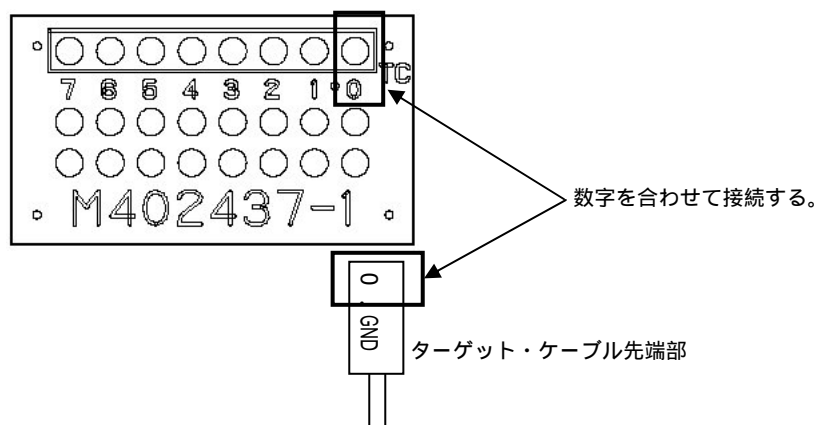 TC
7 6 5 4 3 2 1 0
M402437-1
数字を合わせて接続する。
0 . GND
ターゲット・ケーブル先端部